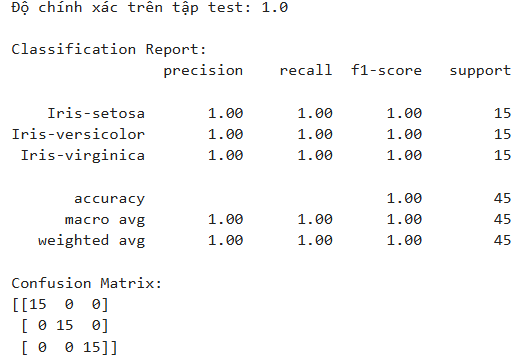 Độ chính xác trên tập test: 1.0
Classification Report:
precision recall f1-score support
Iris-setosa 1.00 1.00 1.00 15
Iris-versicolor 1.00 1.00 1.00 15
Iris-virginica 1.00 1.00 1.00 15
accuracy 1.00 45
macro avg 1.00 1.00 1.00 45
weighted avg 1.00 1.00 1.00 45
Confusion Matrix:
[[15 0 0]
[ 0 15 0]
[ 0 0 15]]